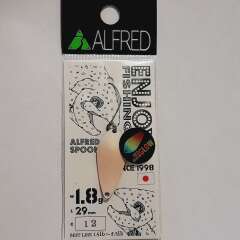 ALFRED
ENJOY
FISHING
ALFRED
SPOON
SINCE 1998
1.8g
29mm
12